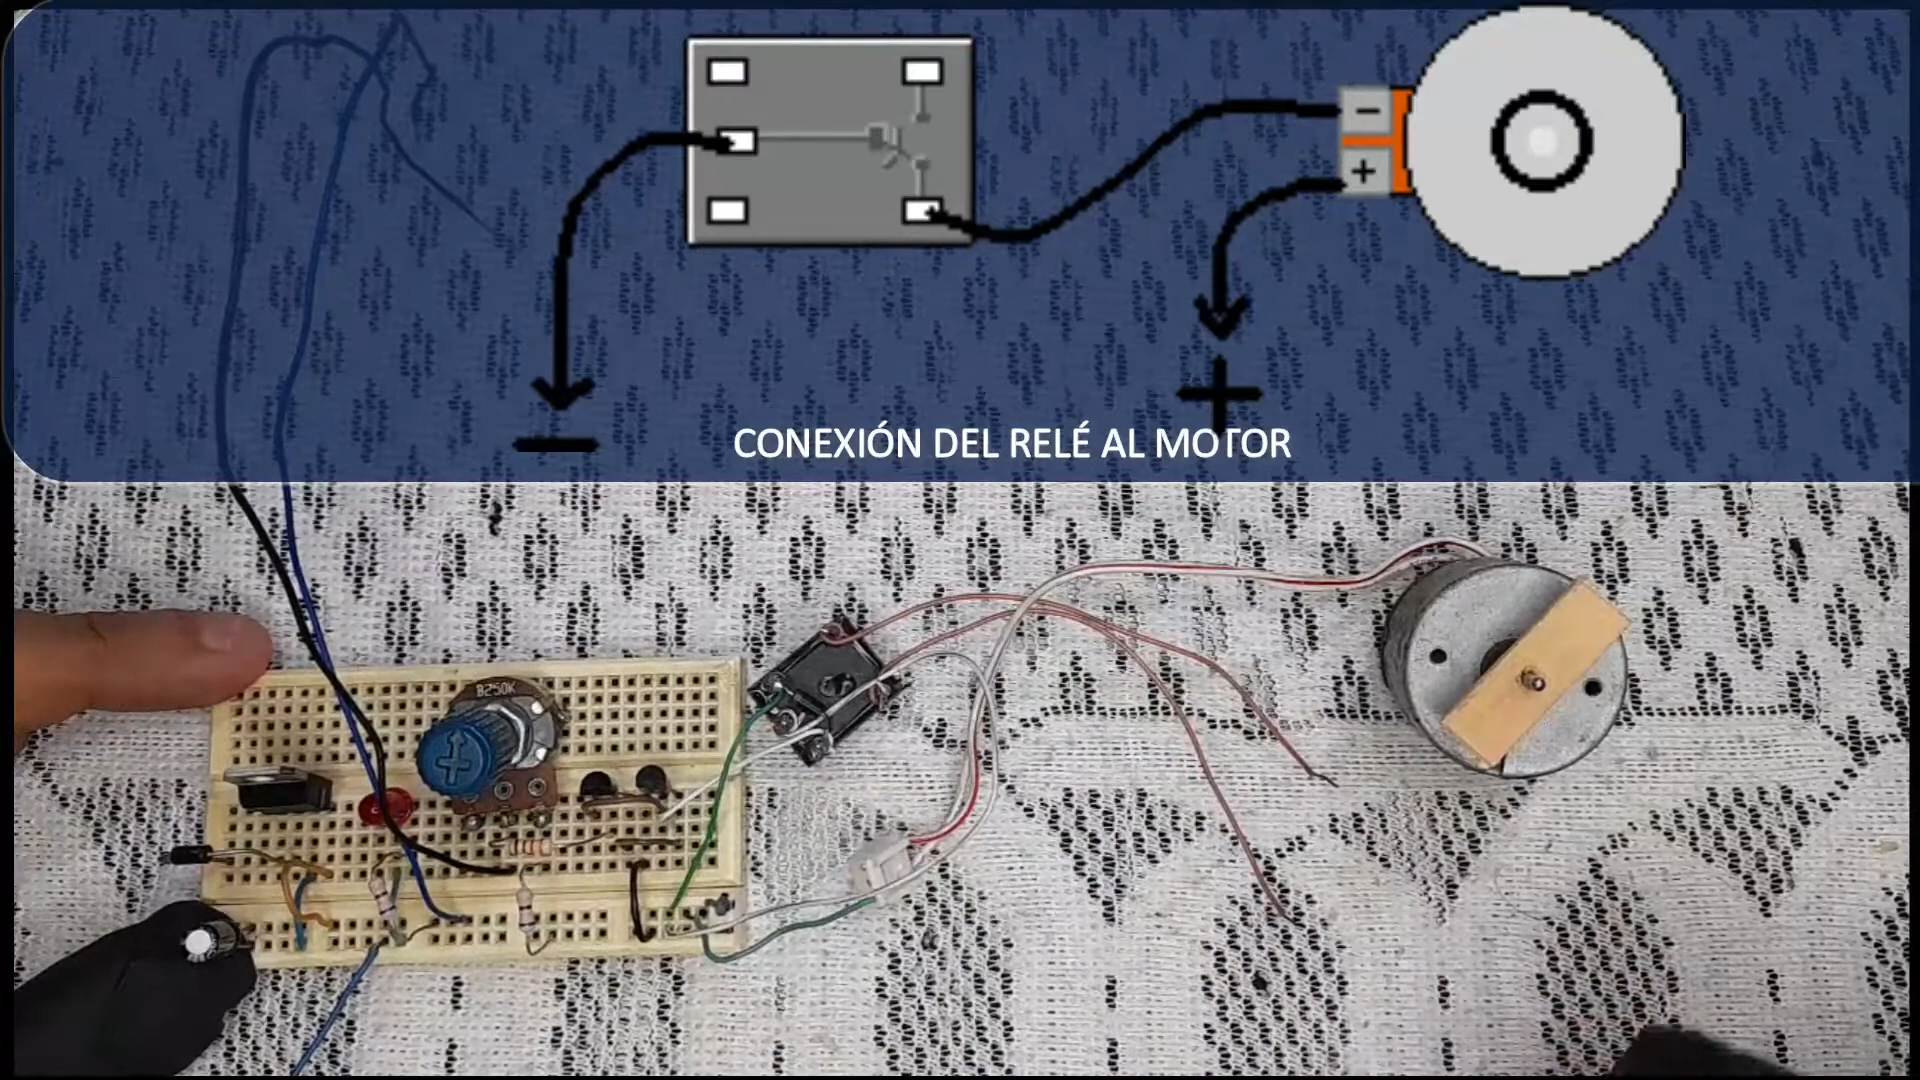 −
+
+
−
CONEXIÓN DEL RELÉ AL MOTOR
B250K